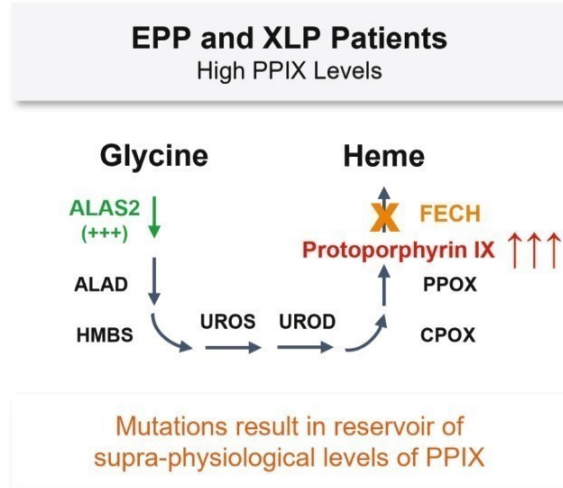 EPP and XLP Patients
High PPIX Levels
Glycine
Heme
ALAS2
(+++)
X
FECH
Protoporphyrin IX ↑↑↑
ALAD
PPOX
HMBS
UROS
UROD
CPOX
Mutations result in reservoir of
supra-physiological levels of PPIX